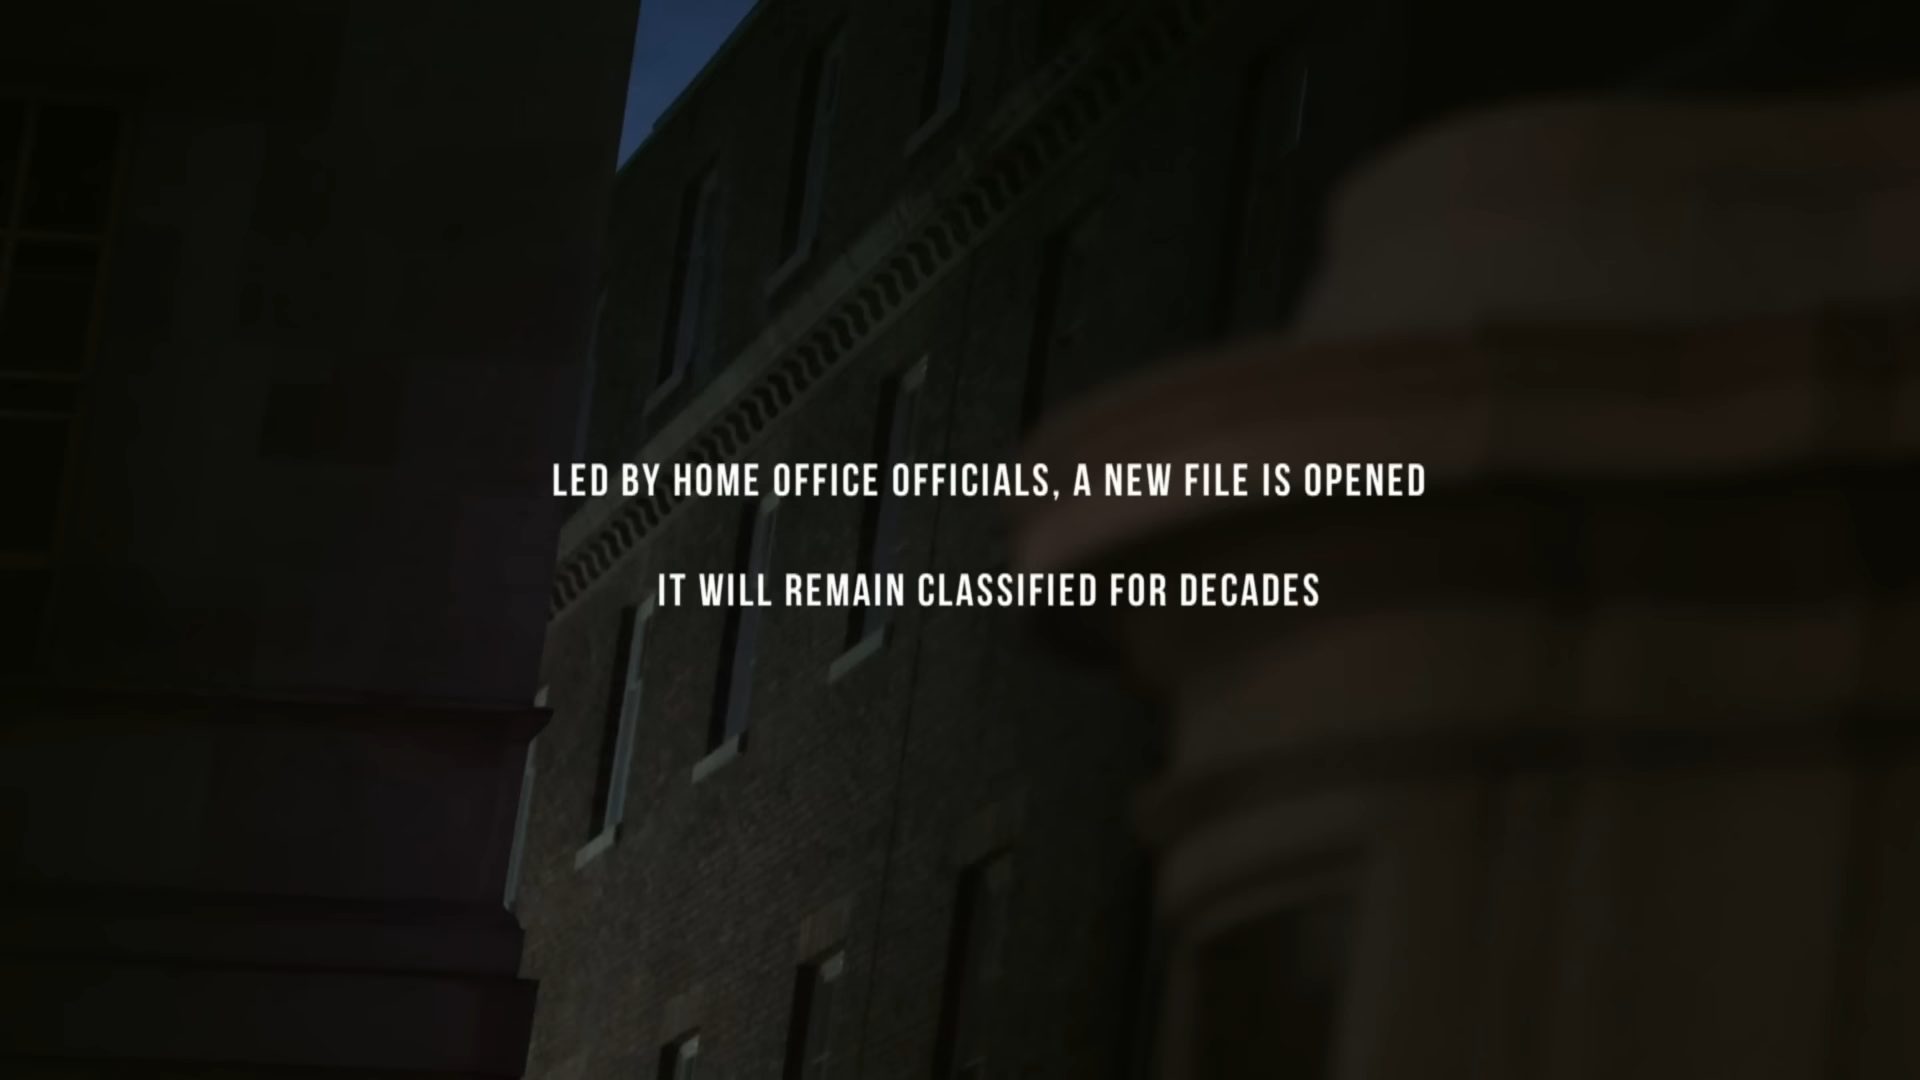 LED BY HOME OFFICE OFFICIALS, A NEW FILE IS OPENED
IT WILL REMAIN CLASSIFIED FOR DECADES